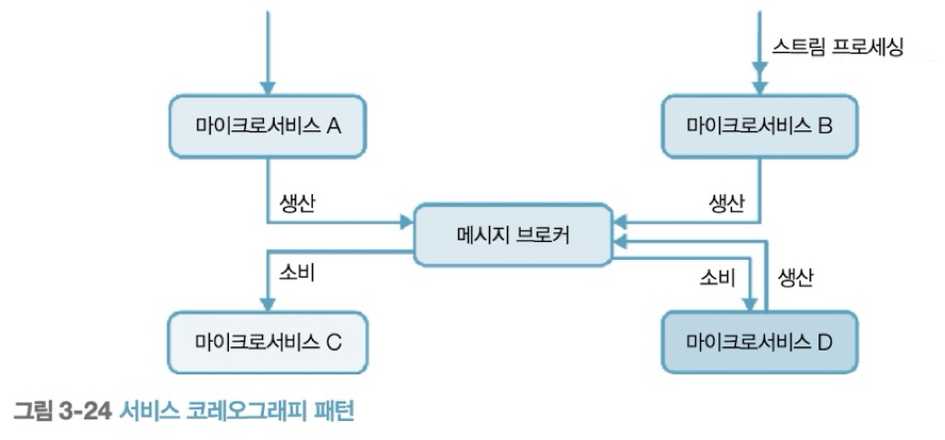 스트림 프로세싱
마이크로서비스 A
마이크로서비스 B
생산
생산
메시지 브로커
소비
소비
생산
마이크로서비스 C
마이크로서비스 D
그림 3-24 서비스 코레오그래피 패턴